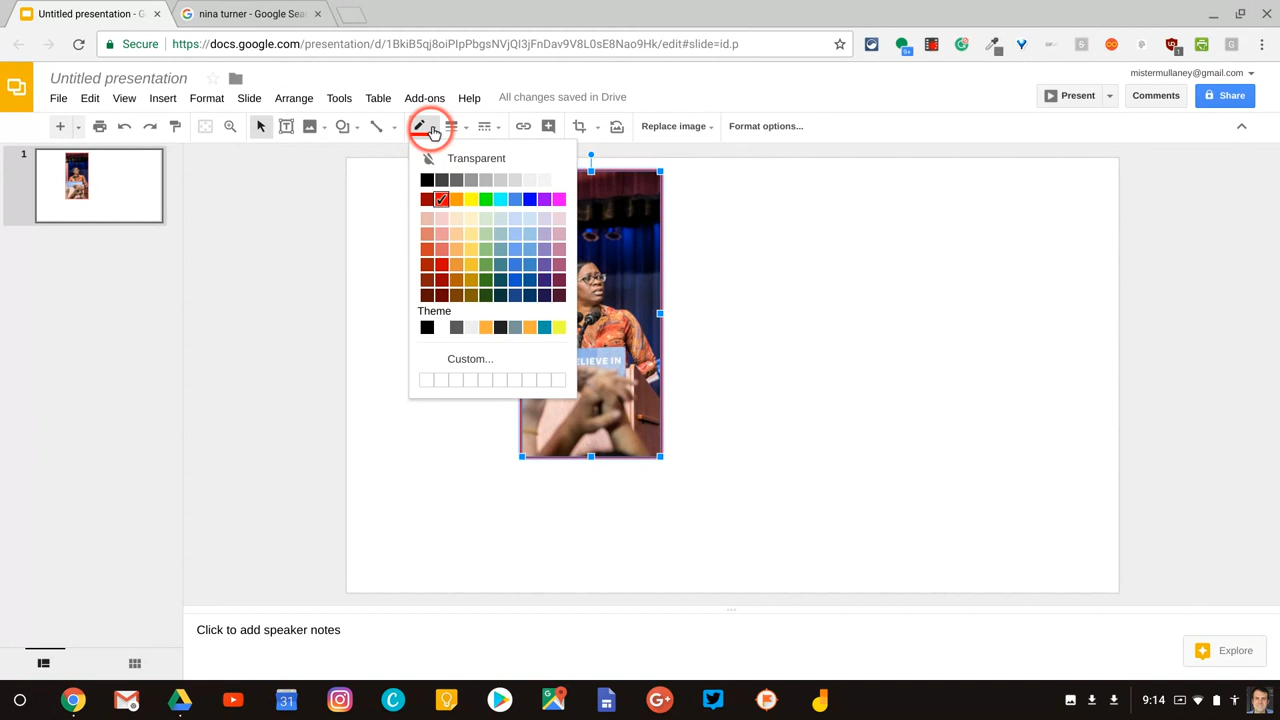 Untitled presentation - G
nina turner - Google Sea
Secure
https://docs.google.com/presentation/d/1BkiB5qj8oiPIpPbgsNVjQI3jFnDav9V8L0sE8Nao9Hk/edit#slide=id.p
Untitled presentation
mistermullaney@gmail.com
File Edit View Insert Format Slide Arrange Tools Table Add-ons Help All changes saved in Drive
Present Comments Share
Replace image Format options...
1
Transparent
Theme
Custom...
ELIEVE IN
Click to add speaker notes
Explore
9:14